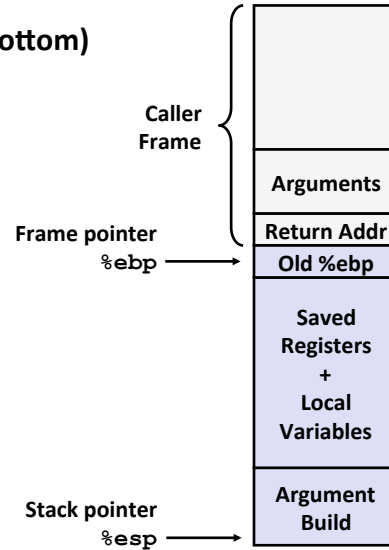 ottom)
Caller
Frame
Arguments
Return Addr
Frame pointer
%ebp
Old %ebp
Saved
Registers
+
Local
Variables
Argument
Build
Stack pointer
%esp